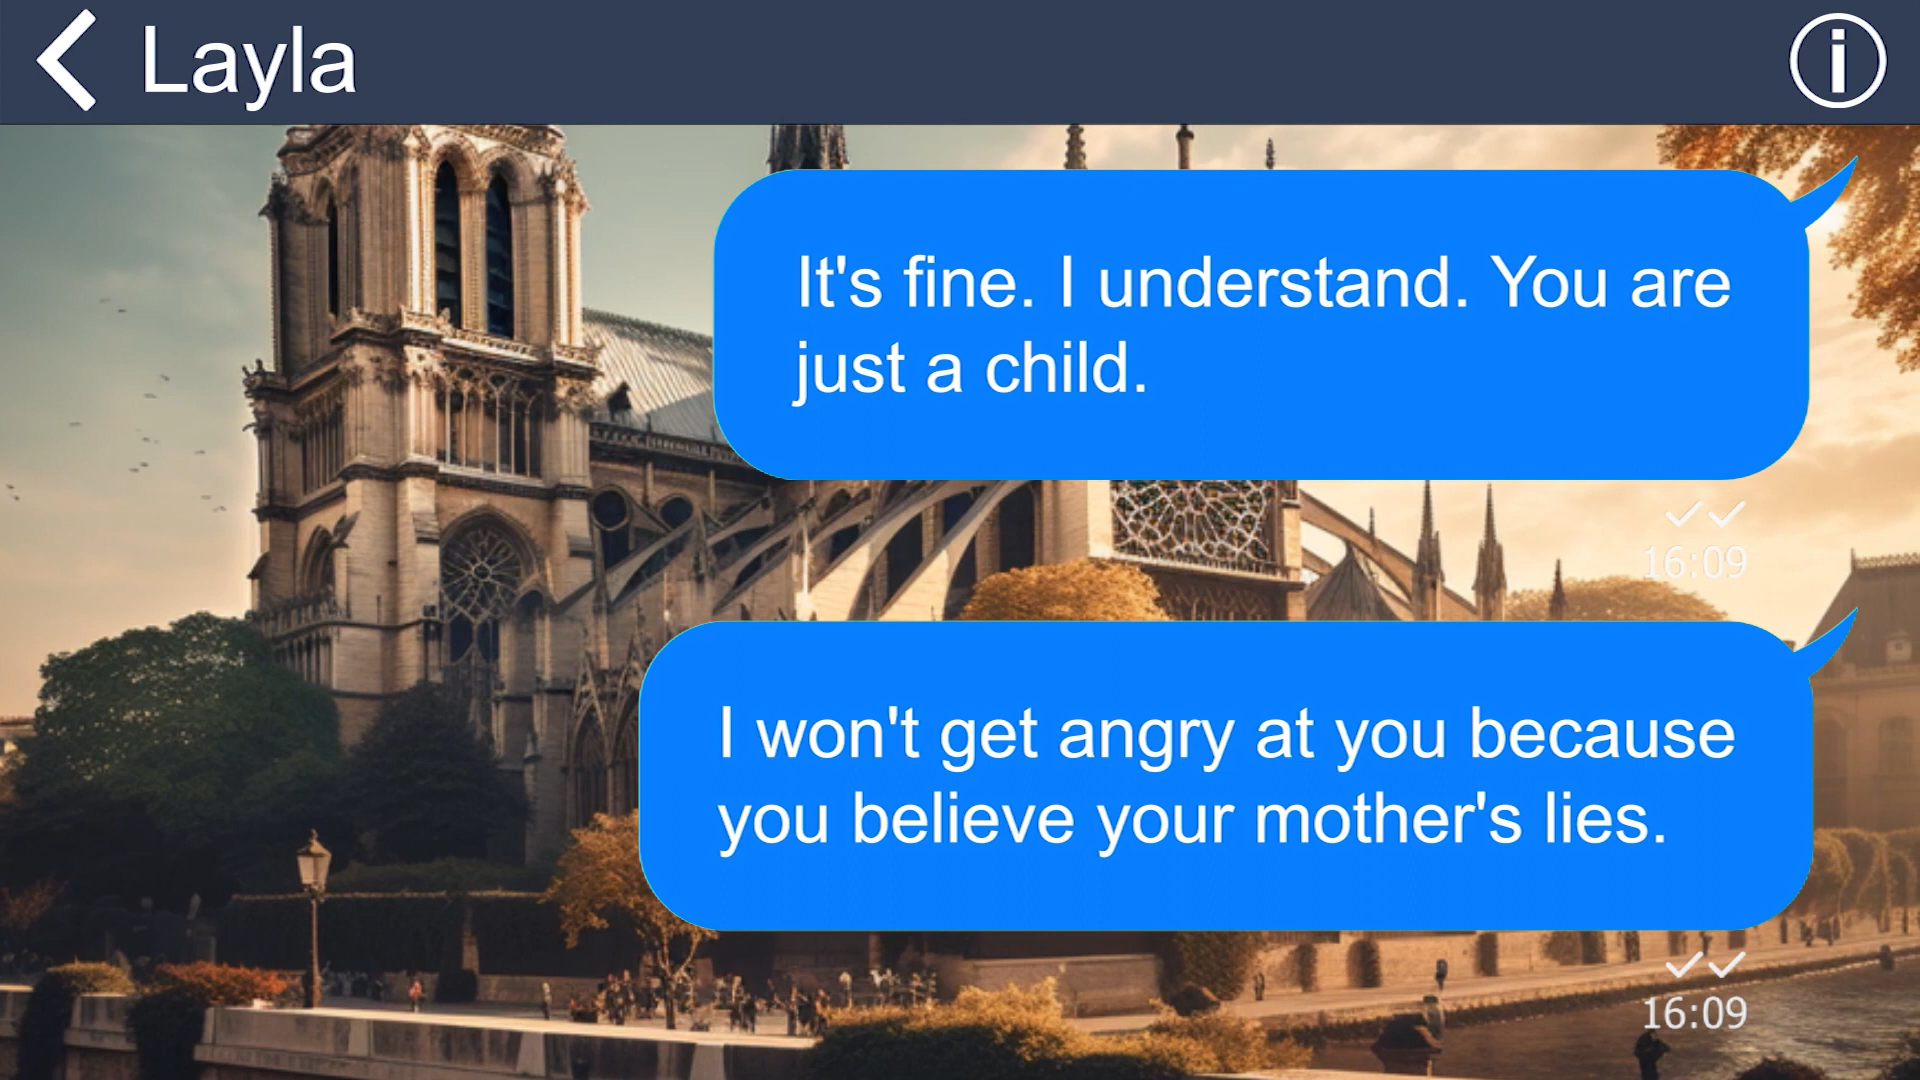 Layla
It's fine. I understand. You are
just a child.
16:09
I won't get angry at you because
you believe your mother's lies.
16:09